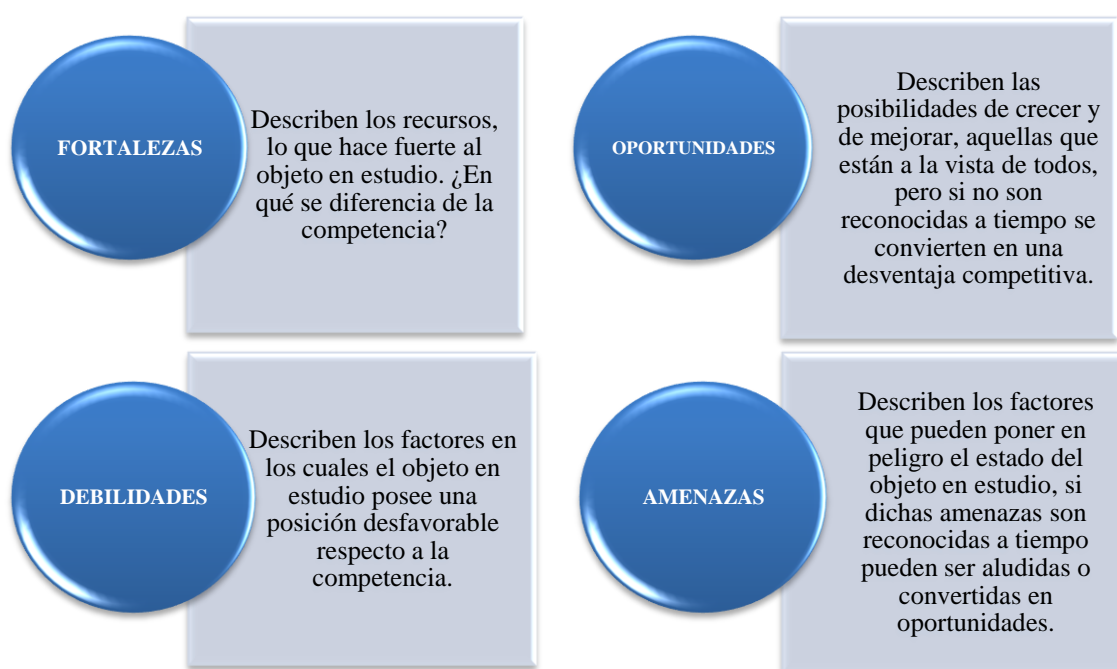 FORTALEZAS
Describen los recursos,
lo que hace fuerte al
objeto en estudio. ¿En
qué se diferencia de la
competencia?
OPORTUNIDADES
Describen las
posibilidades de crecer y
de mejorar, aquellas que
están a la vista de todos,
pero si no son
reconocidas a tiempo se
convierten en una
desventaja competitiva.
DEBILIDADES
Describen los factores en
los cuales el objeto en
estudio posee una
posición desfavorable
respecto a la
competencia.
AMENAZAS
Describen los factores
que pueden poner en
peligro el estado del
objeto en estudio, si
dichas amenazas son
reconocidas a tiempo
pueden ser aludidas o
convertidas en
oportunidades.